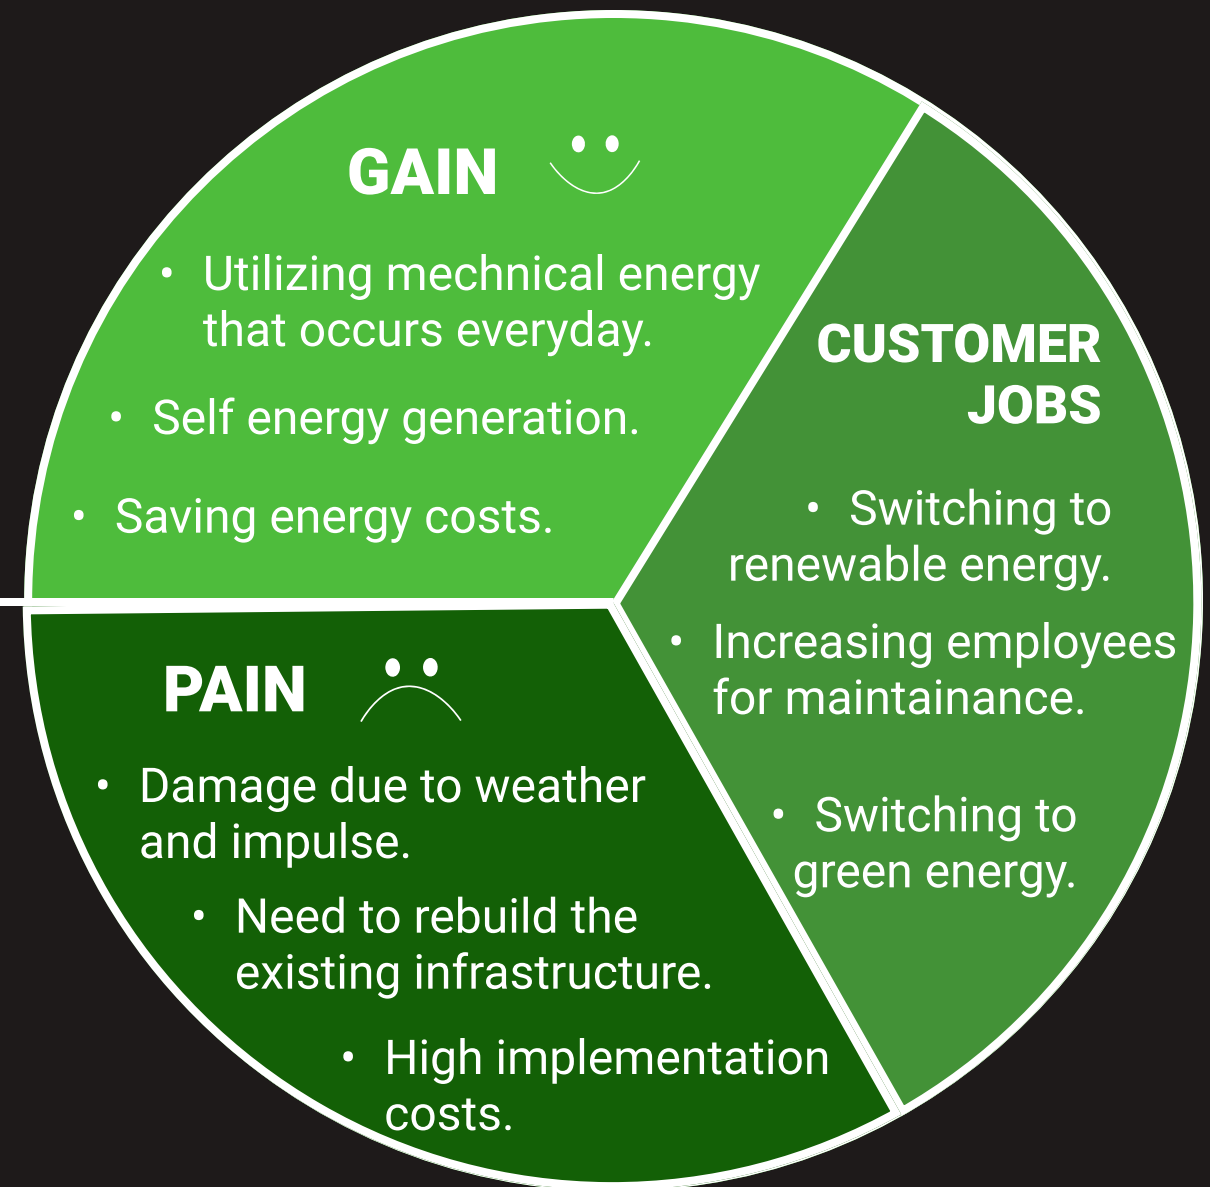 GAIN
• Utilizing mechnical energy
that occurs everyday.
• Self energy generation.
• Saving energy costs.
CUSTOMER
JOBS
• Switching to
renewable energy.
• Increasing employees
for maintainance.
• Switching to
green energy.
PAIN
• Damage due to weather
and impulse.
• Need to rebuild the
existing infrastructure.
• High implementation
costs.